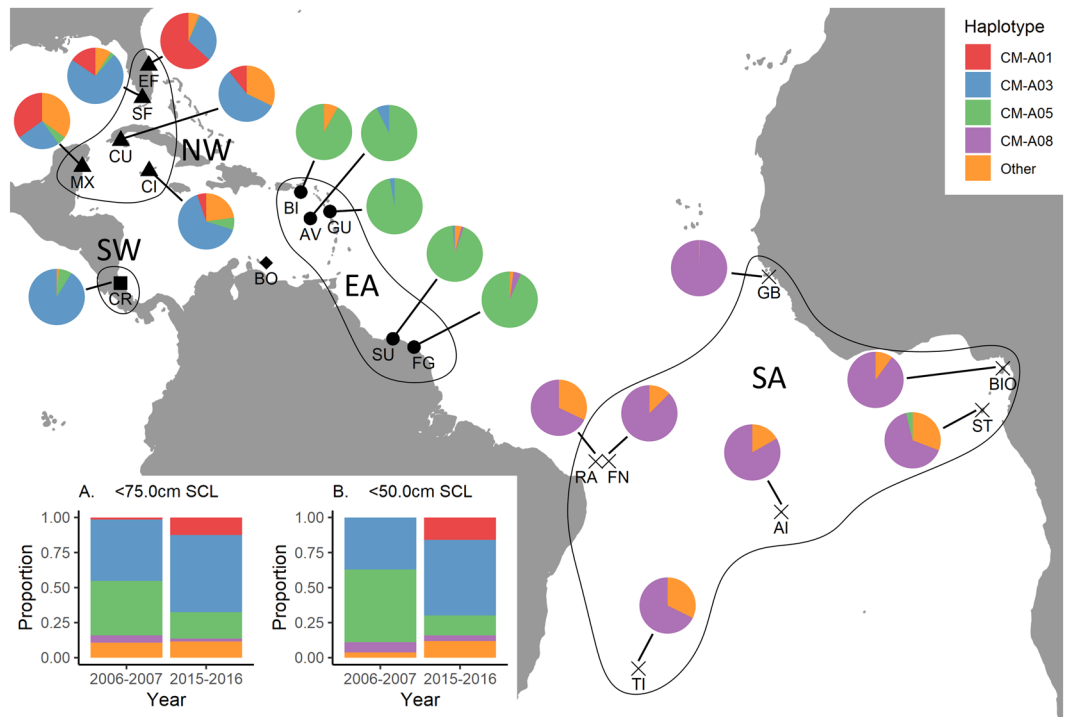 Haplotype
CM-A01
CM-A03
CM-A05
CM-A08
Other
EF
SF
CU
NW
MX
CI
BI
AV
GU
SW
CR
BO
EA
SU
FG
GB
SA
BIO
ST
RA
FN
AI
TI
A. <75.0cm SCL
1.00
0.75
0.50
0.25
0.00
Proportion
2006-2007 2015-2016
Year
B. <50.0cm SCL
1.00
0.75
0.50
0.25
0.00
Proportion
2006-2007 2015-2016
Year